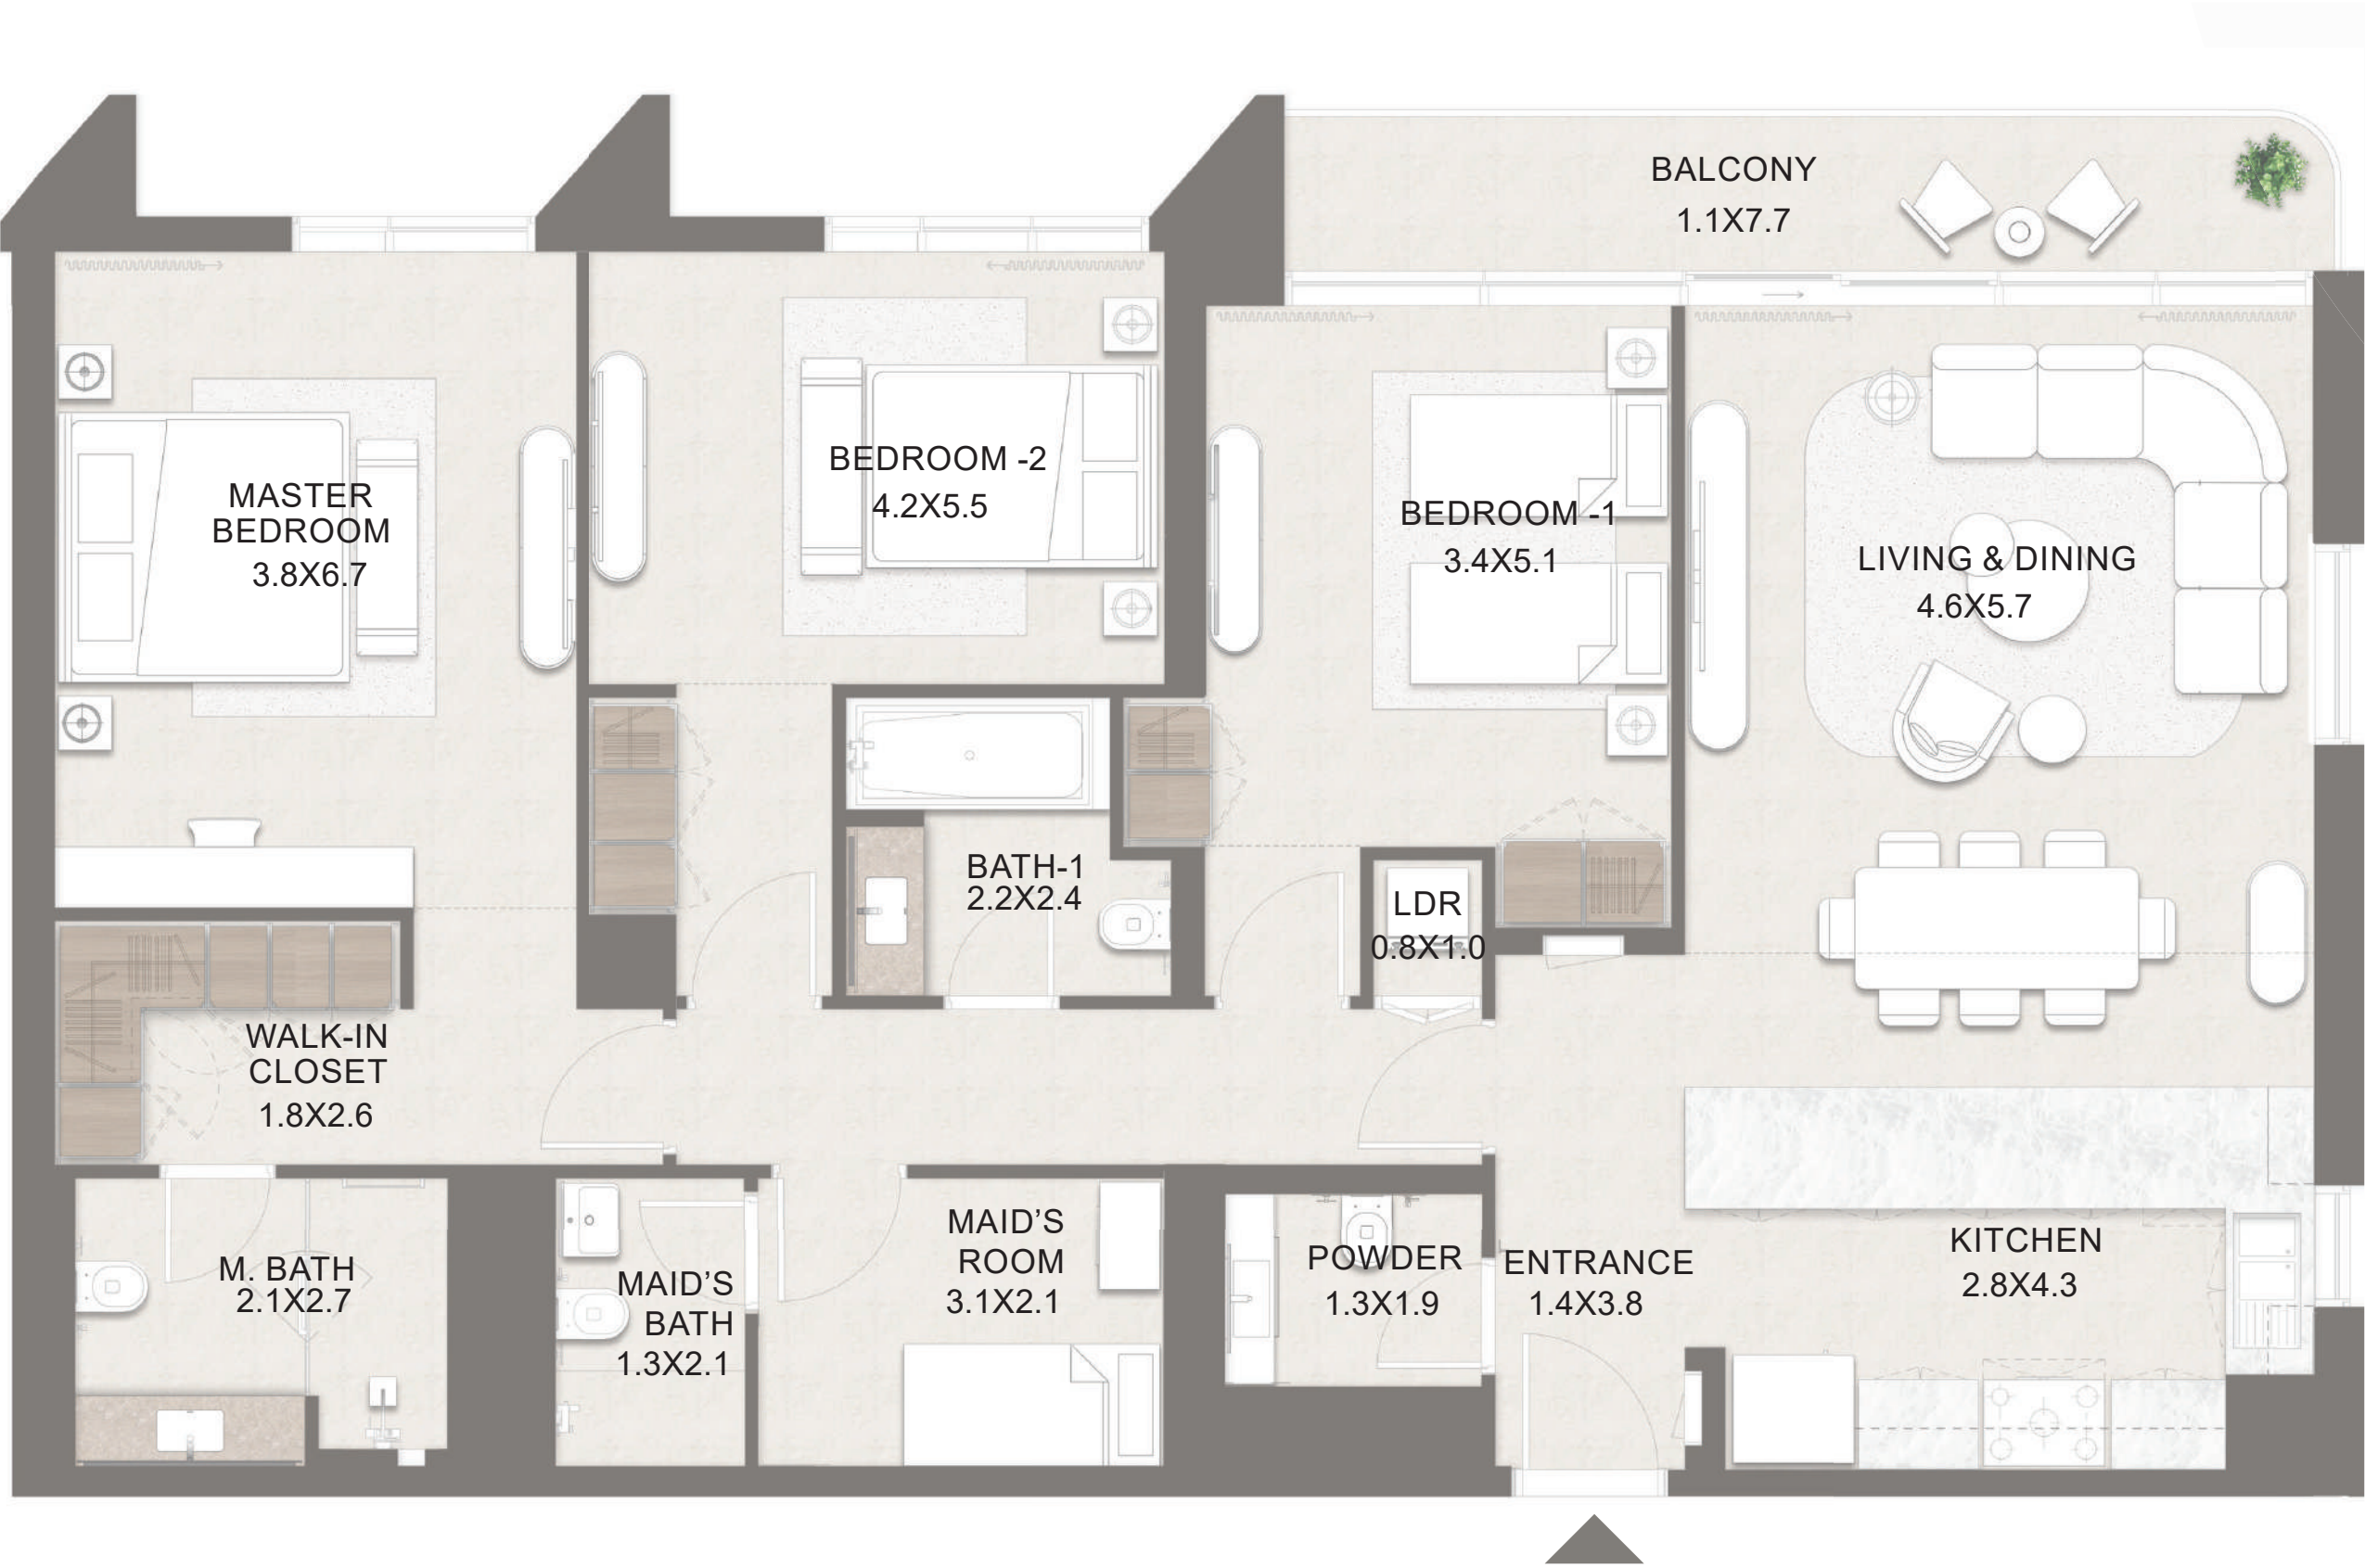 BALCONY
1.1X7.7
MASTER
BEDROOM
3.8X6.7
BEDROOM -2
4.2X5.5
BEDROOM -1
3.4X5.1
LIVING & DINING
4.6X5.7
BATH-1
2.2X2.4
LDR
0.8X1.0
WALK-IN
CLOSET
1.8X2.6
M. BATH
2.1X2.7
MAID’S
BATH
1.3X2.1
MAID’S
ROOM
3.1X2.1
POWDER
1.3X1.9
ENTRANCE
1.4X3.8
KITCHEN
2.8X4.3